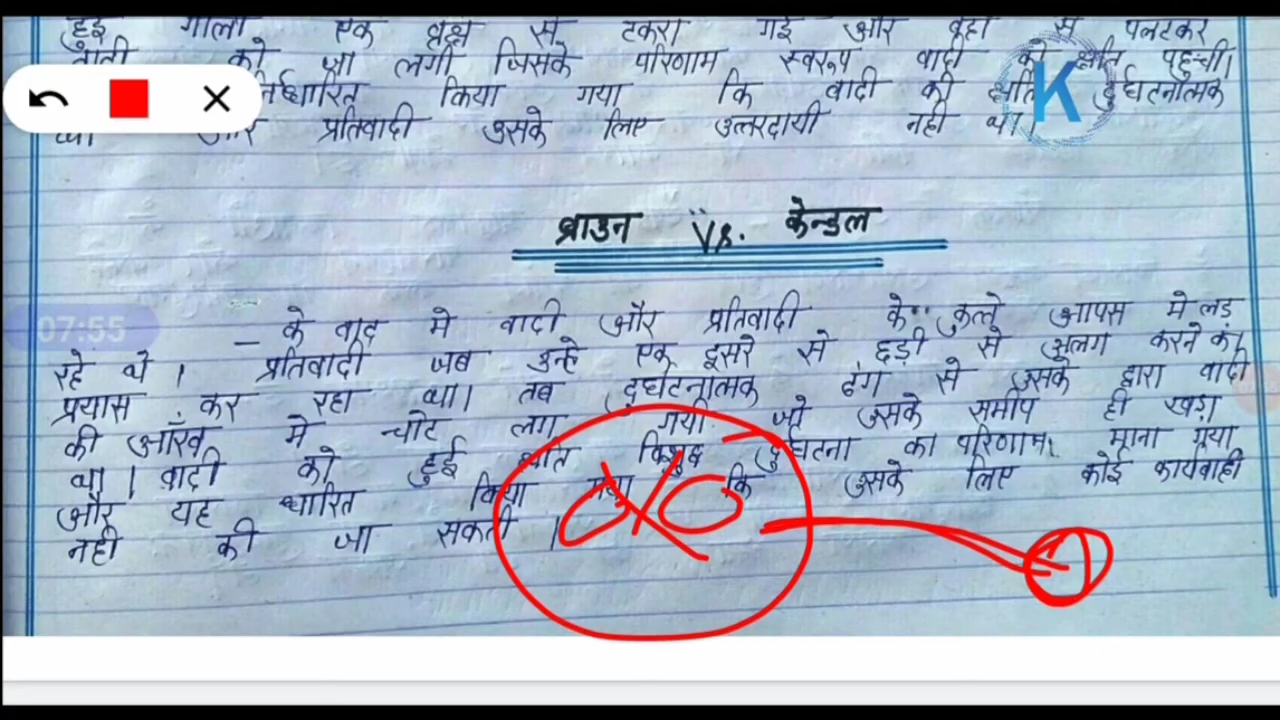 हुई गोली एक वृक्ष से टकरा गई और वहां से पलटकर
को जा लगी जिसके परिणाम स्वरूप वादी को क्षति पहुन्ची।
निर्धारित किया गया कि वादी की क्षति दुर्घटनात्मक
थी और प्रतिवादी उसके लिए उत्तरदायी नही था।
K
ब्राउन Vs. केन्डल
07:55
– के वाद मे वादी और प्रतिवादी के कुत्ते आपस मे लड़
रहे थे । प्रतिवादी जब उन्हे एक दूसरे से छड़ी से अलग करने का
प्रयास कर रहा था। तब दुर्घटनात्मक ढंग से उसके द्वारा वादी
की आँख मे चोट लग गयी जो उसके समीप ही खड़ा
था । वादी को हुई क्षति विशुद्ध दुर्घटना का परिणाम माना गया
और यह धारित किया गया कि उसके लिए कोई कार्यवाही
नही की जा सकती ।